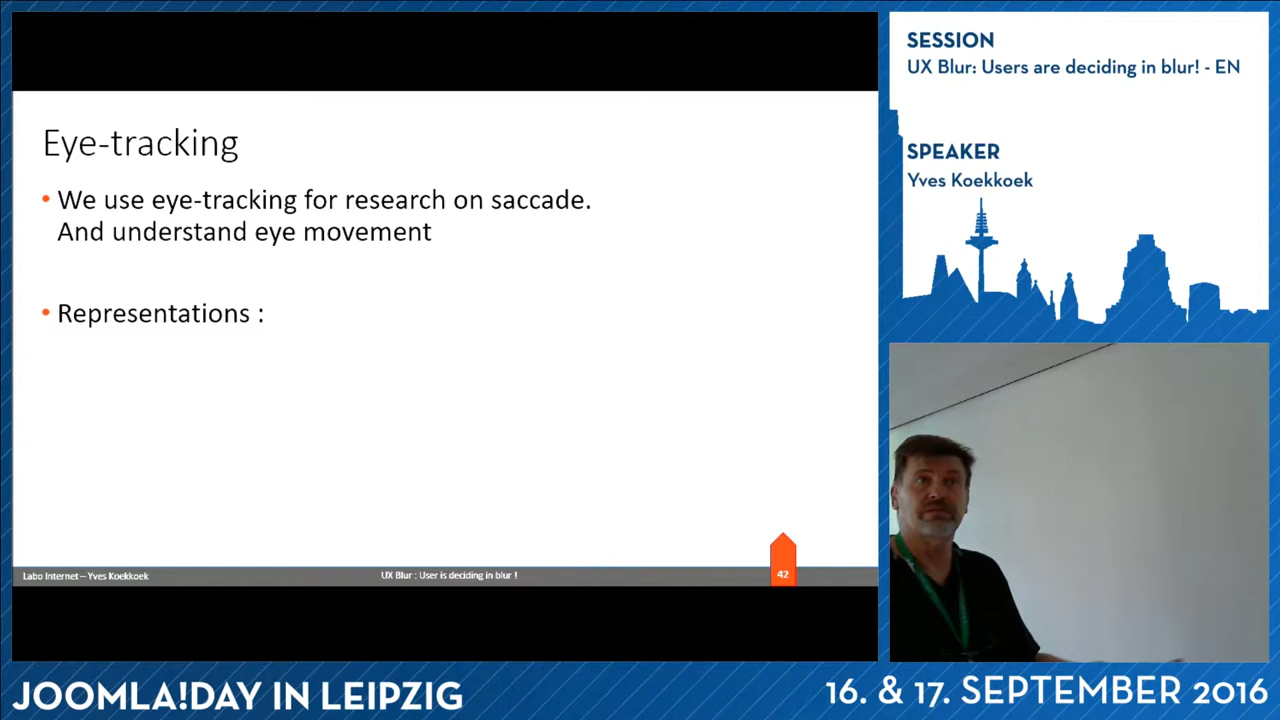 Eye-tracking
• We use eye-tracking for research on saccade.
And understand eye movement
• Representations :
Labo Internet – Yves Koekkoek
UX Blur : User is deciding in blur !
42
SESSION
UX Blur: Users are deciding in blur! - EN
SPEAKER
Yves Koekkoek
JOOMLA!DAY IN LEIPZIG
16. & 17. SEPTEMBER 2016